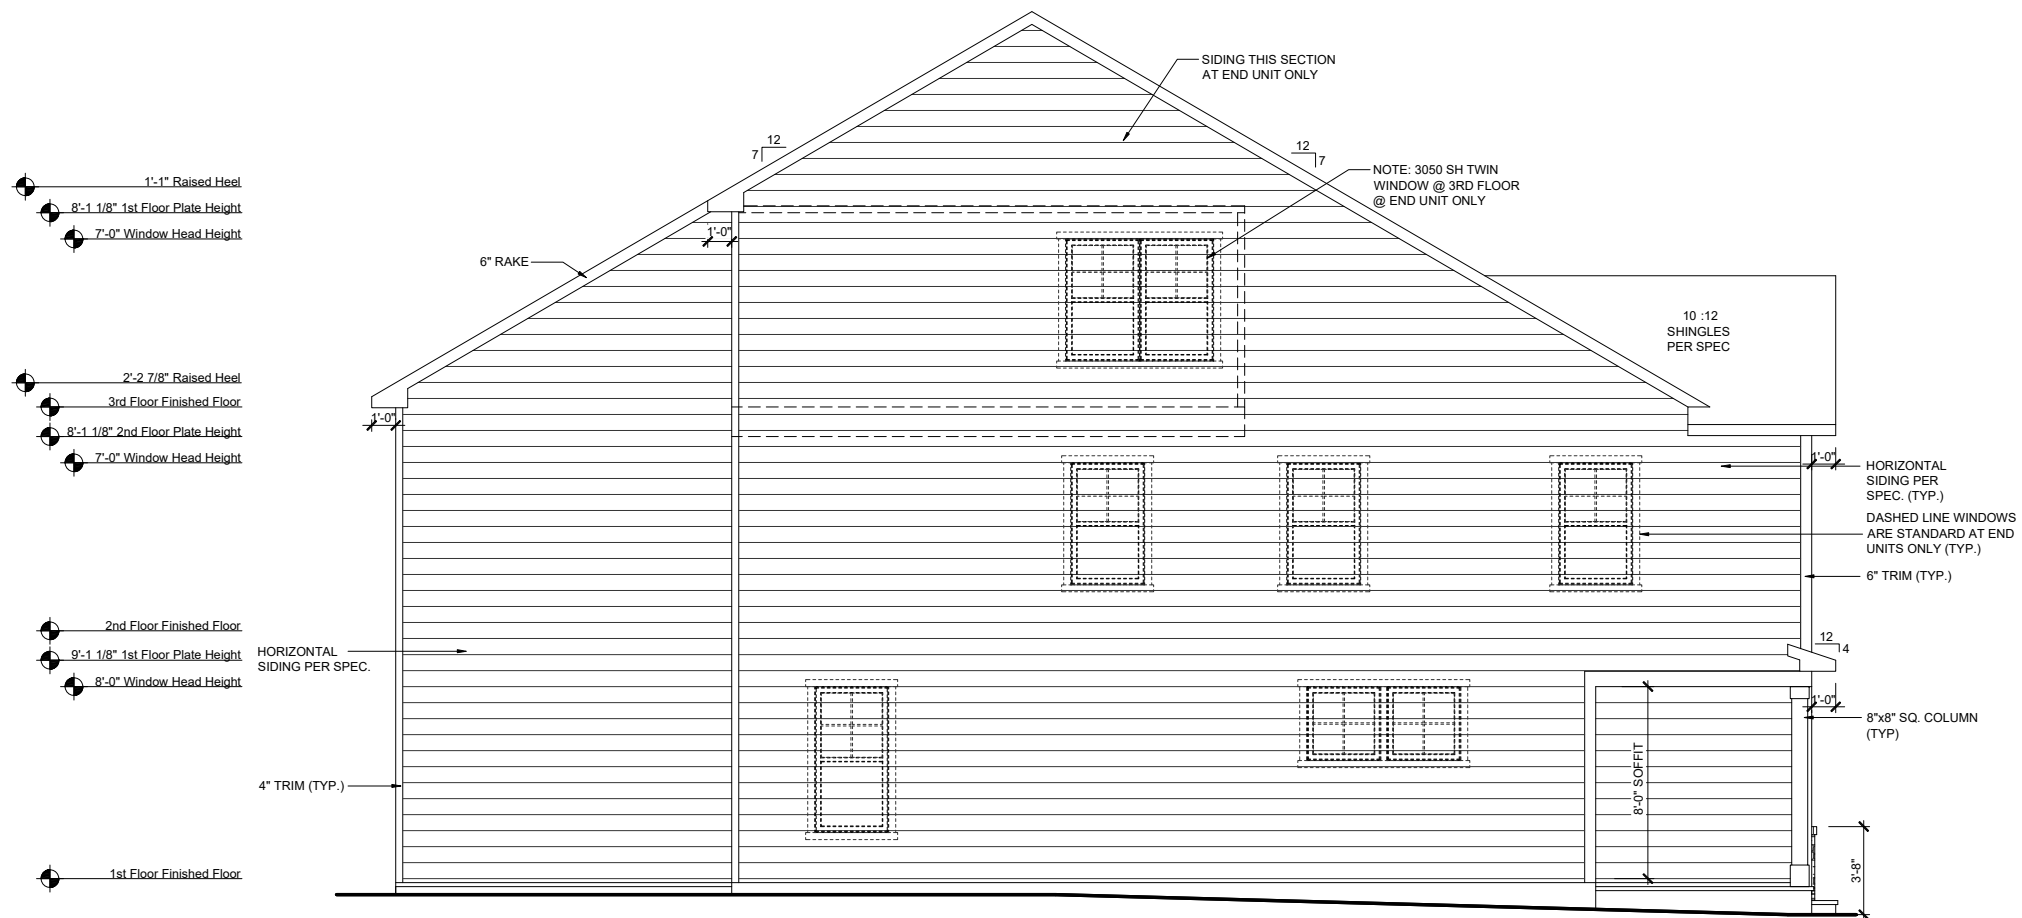 SIDING THIS SECTION
AT END UNIT ONLY
12
7
12
7
NOTE: 3050 SH TWIN
WINDOW @ 3RD FLOOR
@ END UNIT ONLY
1'-1" Raised Heel
8'-1 1/8" 1st Floor Plate Height
7'-0" Window Head Height
1'-0"
6" RAKE
10 :12
SHINGLES
PER SPEC
2'-2 7/8" Raised Heel
3rd Floor Finished Floor
8'-1 1/8" 2nd Floor Plate Height
7'-0" Window Head Height
1'-0"
1'-0"
HORIZONTAL
SIDING PER
SPEC. (TYP.)
DASHED LINE WINDOWS
ARE STANDARD AT END
UNITS ONLY (TYP.)
6" TRIM (TYP.)
2nd Floor Finished Floor
9'-1 1/8" 1st Floor Plate Height
8'-0" Window Head Height
HORIZONTAL
SIDING PER SPEC.
12
4
1'-0"
8"x8" SQ. COLUMN
(TYP)
8'-0" SOFFIT
4" TRIM (TYP.)
3'-8"
1st Floor Finished Floor